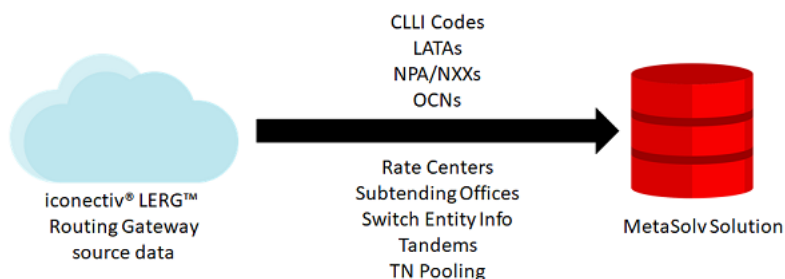 CLLI Codes
LATAs
NPA/NXXs
OCNs
Rate Centers
Subtending Offices
Switch Entity Info
Tandems
TN Pooling
iconectiv® LERG™
Routing Gateway
source data
MetaSolv Solution